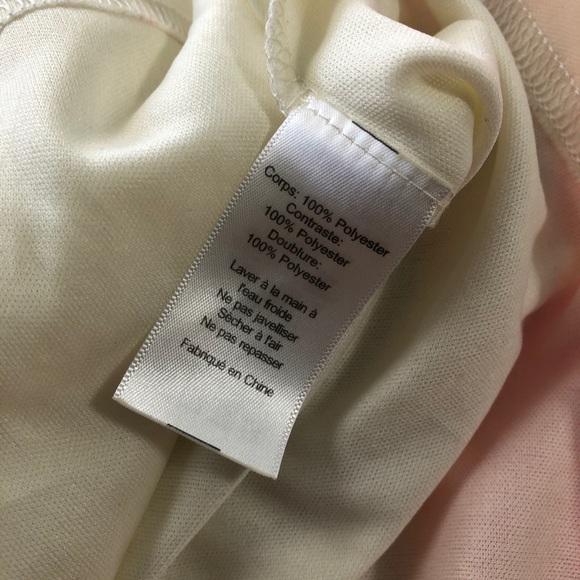 Corps: 100% Polyester
Contraste:
100% Polyester
Doublure:
100% Polyester
Laver à la main à
l'eau froide
Ne pas javelliser
Sécher à l'air
Ne pas repasser
Fabriqué en Chine